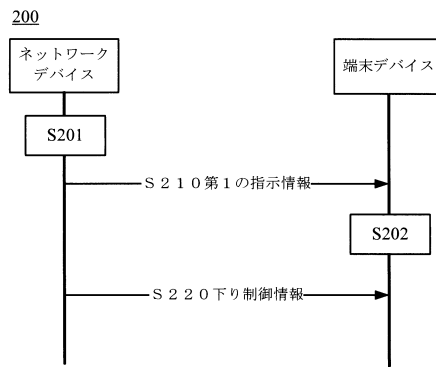 200
ネットワーク
デバイス
端末デバイス
S201
S210第1の指示情報
S202
S220下り制御情報